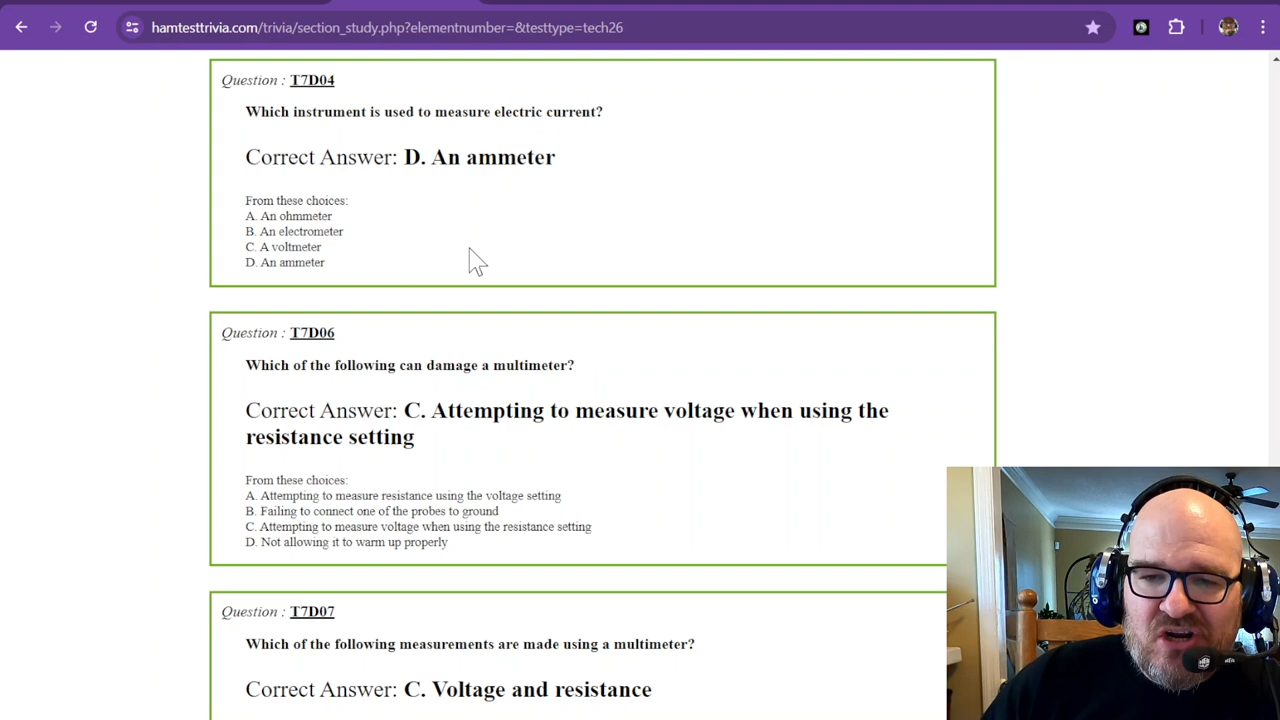 hamtesttrivia.com/trivia/section_study.php?elementnumber=&testtype=tech26
Question : T7D04
Which instrument is used to measure electric current?
Correct Answer: D. An ammeter
From these choices:
A. An ohmmeter
B. An electrometer
C. A voltmeter
D. An ammeter
Question : T7D06
Which of the following can damage a multimeter?
Correct Answer: C. Attempting to measure voltage when using the
resistance setting
From these choices:
A. Attempting to measure resistance using the voltage setting
B. Failing to connect one of the probes to ground
C. Attempting to measure voltage when using the resistance setting
D. Not allowing it to warm up properly
Question : T7D07
Which of the following measurements are made using a multimeter?
Correct Answer: C. Voltage and resistance